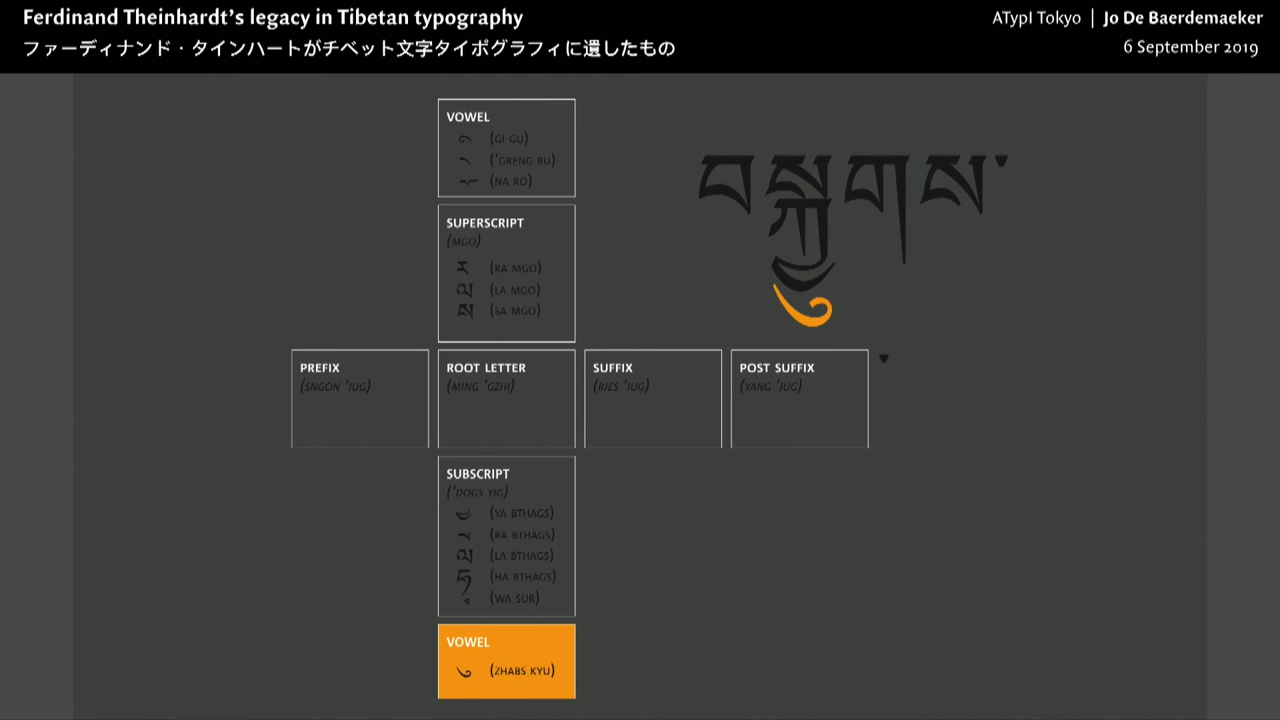 Ferdinand Theinhardt’s legacy in Tibetan typography
ファーディナンド・タインハートがチベット文字タイポグラフィに遺したもの
ATypI Tokyo | Jo De Baerdemaeker
6 September 2019
VOWEL
ི (GI GU)
ེ (‘GRENG BU)
ོ (NA RO)
བསྐྱུགས་
SUPERSCRIPT
(MGO)
ར (RA MGO)
ལ (LA MGO)
ས (SA MGO)
PREFIX
(SNGON ‘JUG)
ROOT LETTER
(MING ‘GZHI)
SUFFIX
(RJES ‘JUG)
POST SUFFIX
(YANG ‘JUG)
་
SUBSCRIPT
(‘DOGS YIG)
ྱ (YA BTHAGS)
ྲ (RA BTHAGS)
ླ (LA BTHAGS)
ྷ (HA BTHAGS)
ྭ (WA SUR)
VOWEL
ུ (ZHABS KYU)